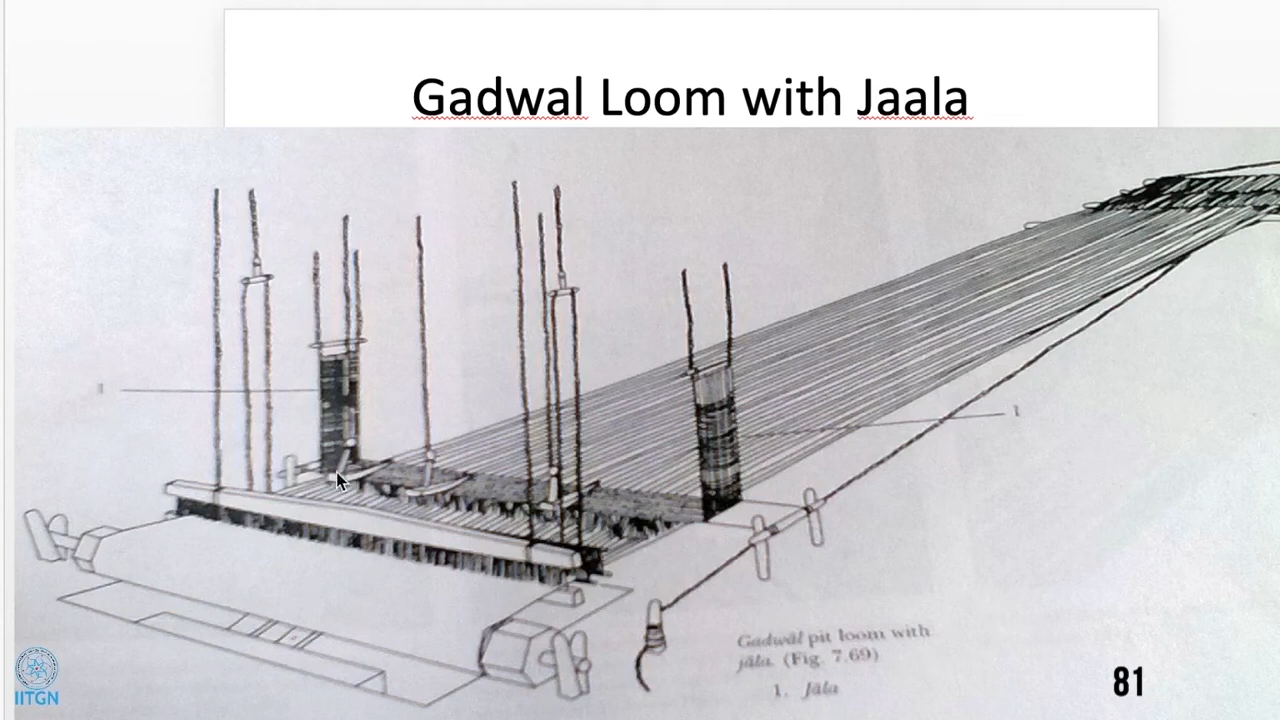 Gadwal Loom with Jaala
1
1
Gadwāl pit loom with
jāla. (Fig. 7.69)
1. Jāla
81
IITGN